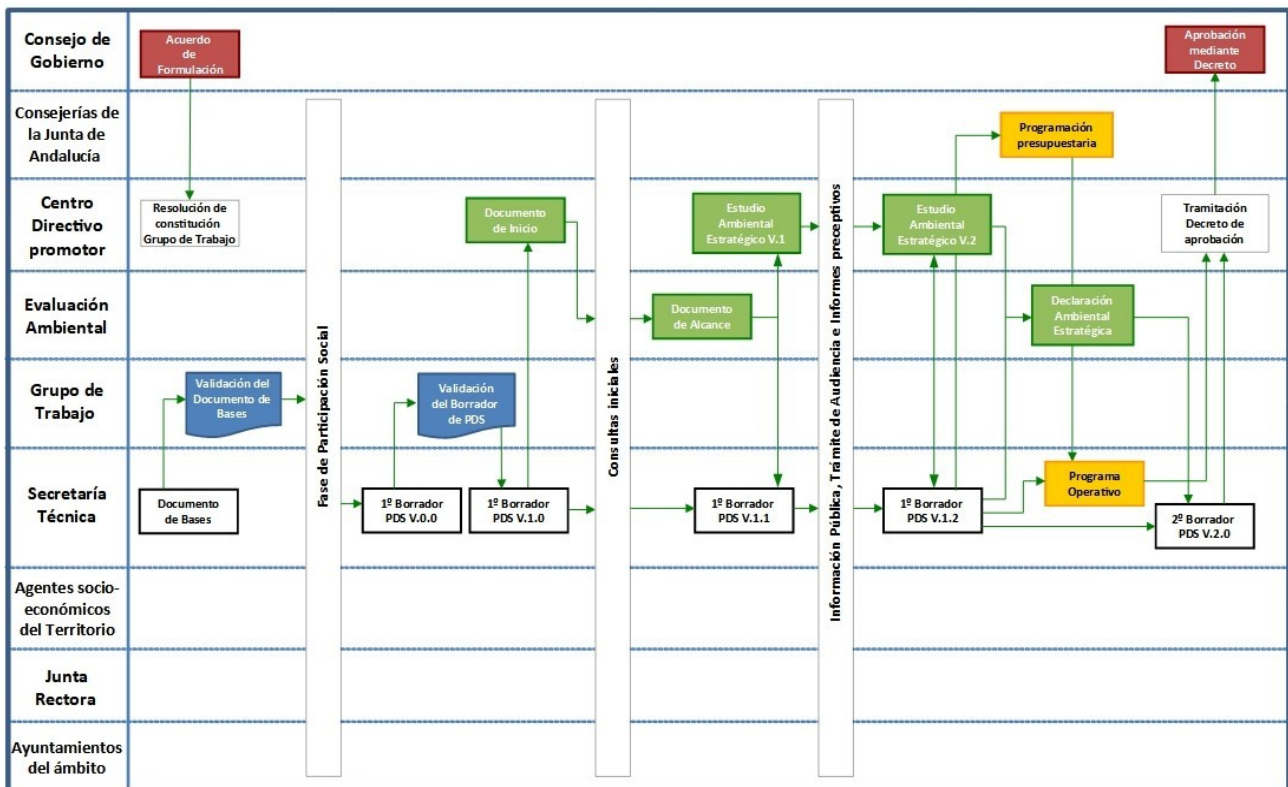 Consejo de
Gobierno
Acuerdo
de
Formulación
Aprobación
mediante
Decreto
Consejerías de
la Junta de
Andalucía
Programación
presupuestaria
Centro
Directivo
promotor
Resolución de
constitución
Grupo de Trabajo
Documento
de Inicio
Estudio
Ambiental
Estratégico V.1
Estudio
Ambiental
Estratégico V.2
Tramitación
Decreto de
aprobación
Evaluación
Ambiental
Documento
de Alcance
Declaración
Ambiental
Estratégica
Grupo de
Trabajo
Validación del
Documento de
Bases
Validación
del Borrador
de PDS
Secretaría
Técnica
Documento
de Bases
1º Borrador
PDS V.0.0
1º Borrador
PDS V.1.0
1º Borrador
PDS V.1.1
1º Borrador
PDS V.1.2
Programa
Operativo
2º Borrador
PDS V.2.0
Agentes socio-
económicos
del Territorio
Junta
Rectora
Ayuntamientos
del ámbito
Fase de Participación Social
Consultas iniciales
Información Pública, Trámite de Audiencia e Informes preceptivos